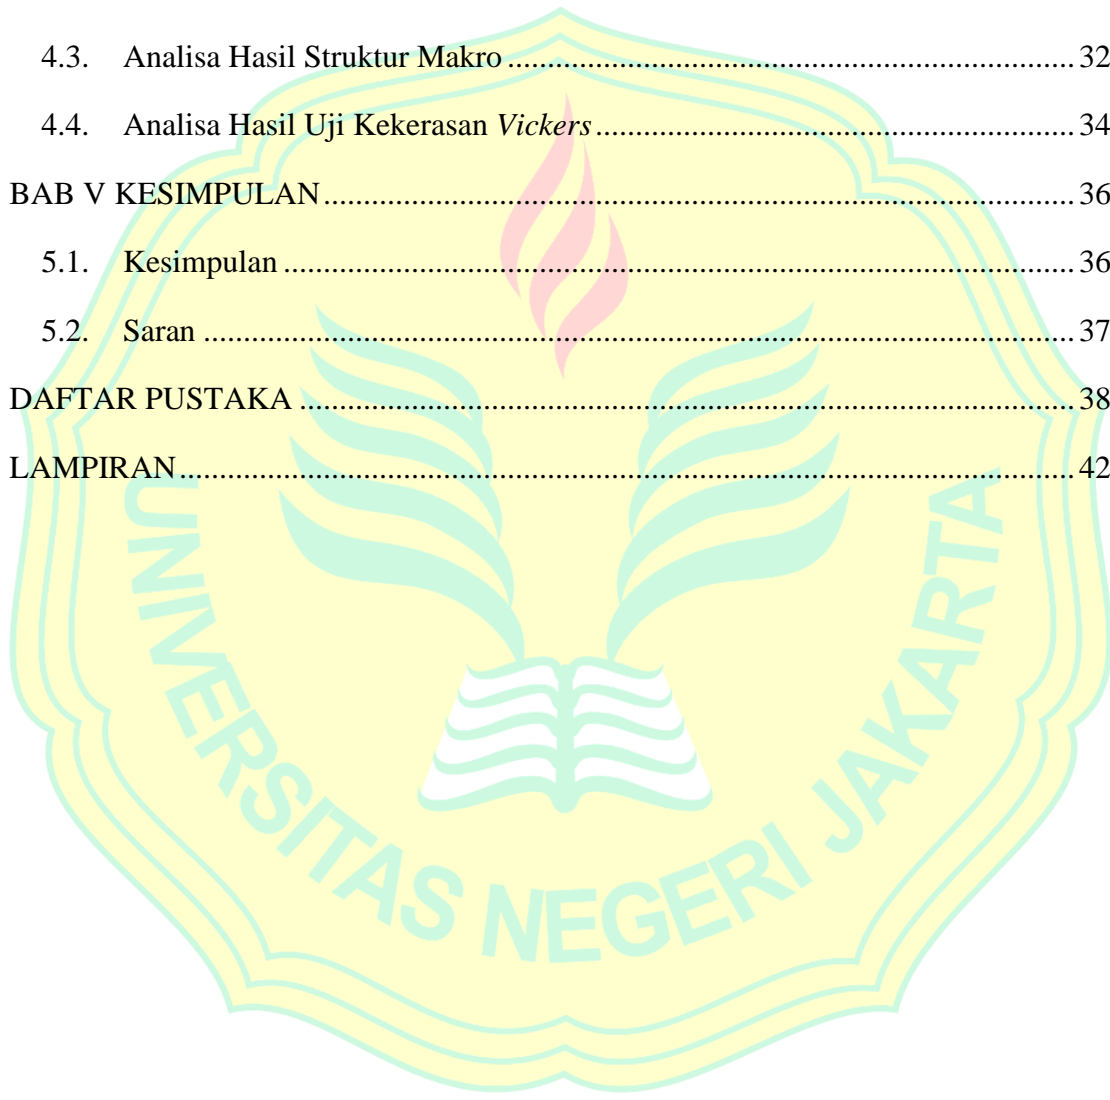 4.3. Analisa Hasil Struktur Makro ........................................................................ 32
4.4. Analisa Hasil Uji Kekerasan Vickers ............................................................. 34
BAB V KESIMPULAN ............................................................................................... 36
5.1. Kesimpulan .................................................................................................... 36
5.2. Saran .............................................................................................................. 37
DAFTAR PUSTAKA .................................................................................................. 38
LAMPIRAN ................................................................................................................. 42
UNIVERSITAS NEGERI JAKARTA